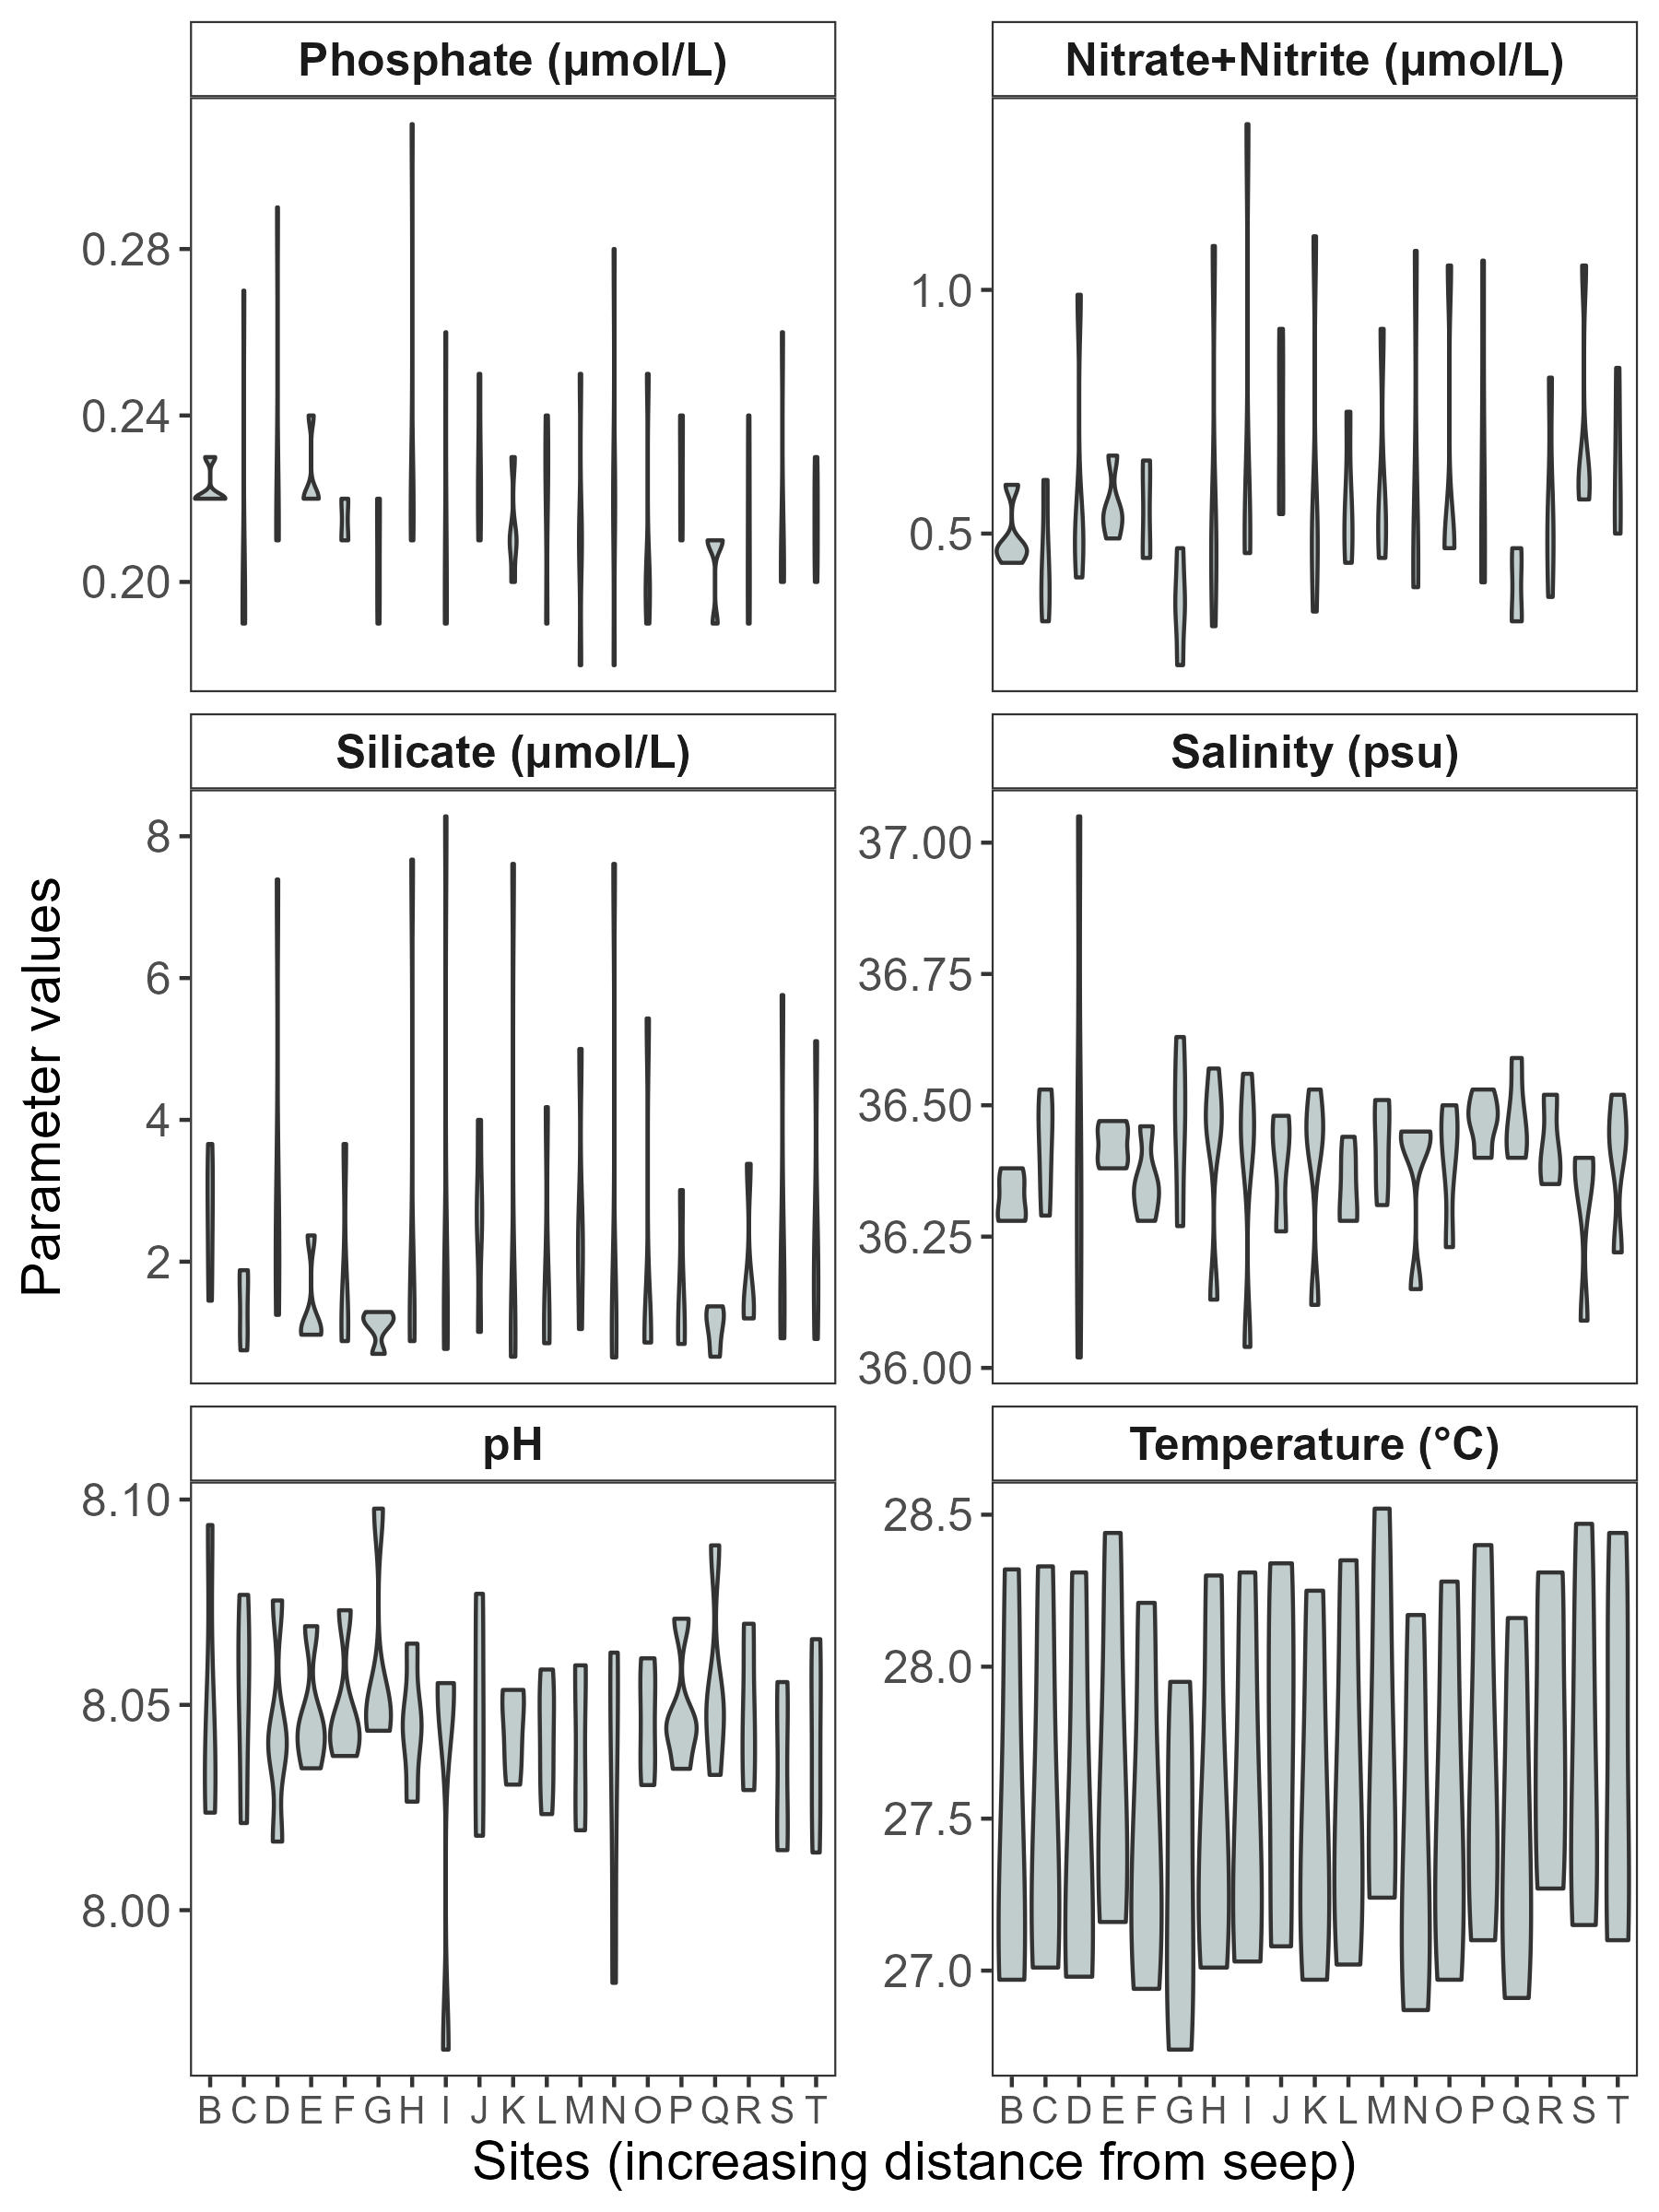 Phosphate (µmol/L)
Nitrate+Nitrite (µmol/L)
0.28
0.24
0.20
1.0
0.5
Silicate (µmol/L)
Salinity (psu)
8
6
4
2
37.00
36.75
36.50
36.25
36.00
pH
Temperature (°C)
8.10
8.05
8.00
28.5
28.0
27.5
27.0
B C D E F G H I J K L M N O P Q R S T
B C D E F G H I J K L M N O P Q R S T
Parameter values
Sites (increasing distance from seep)